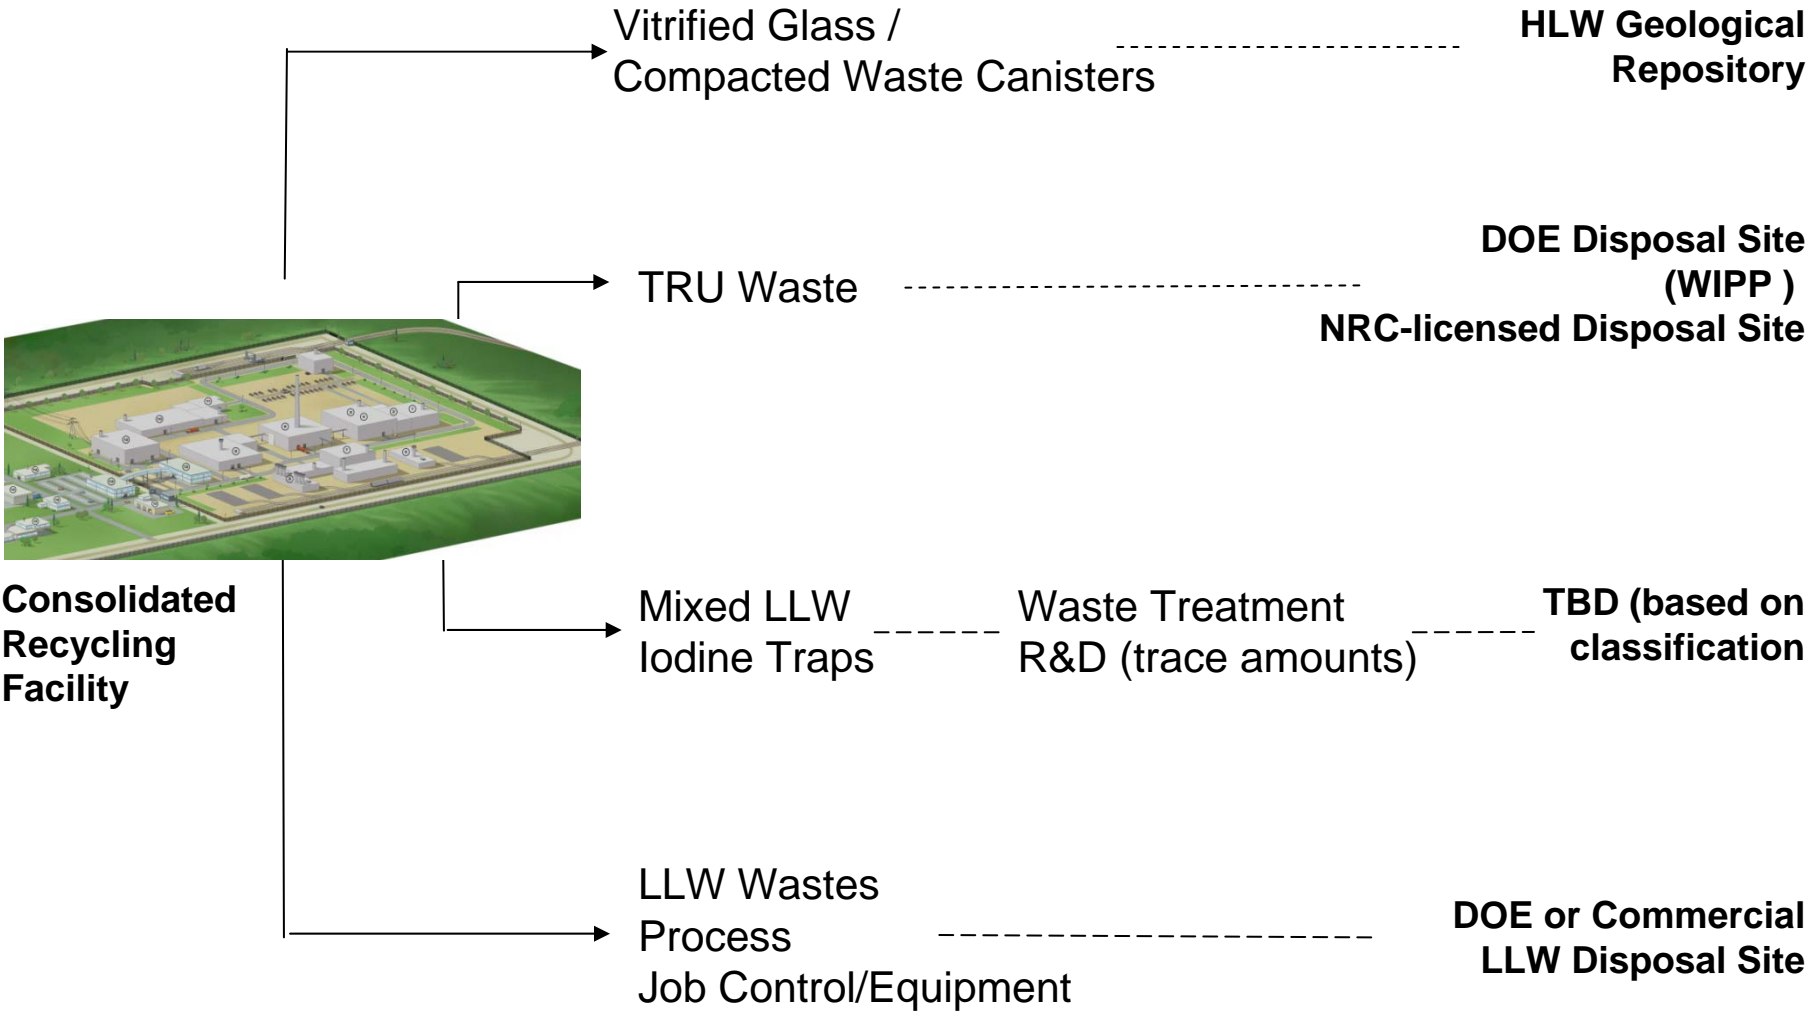 Vitrified Glass /
Compacted Waste Canisters
HLW Geological
Repository
TRU Waste
DOE Disposal Site
(WIPP )
NRC-licensed Disposal Site
Consolidated
Recycling
Facility
Mixed LLW
Iodine Traps
Waste Treatment
R&D (trace amounts)
TBD (based on
classification
LLW Wastes
Process
Job Control/Equipment
DOE or Commercial
LLW Disposal Site